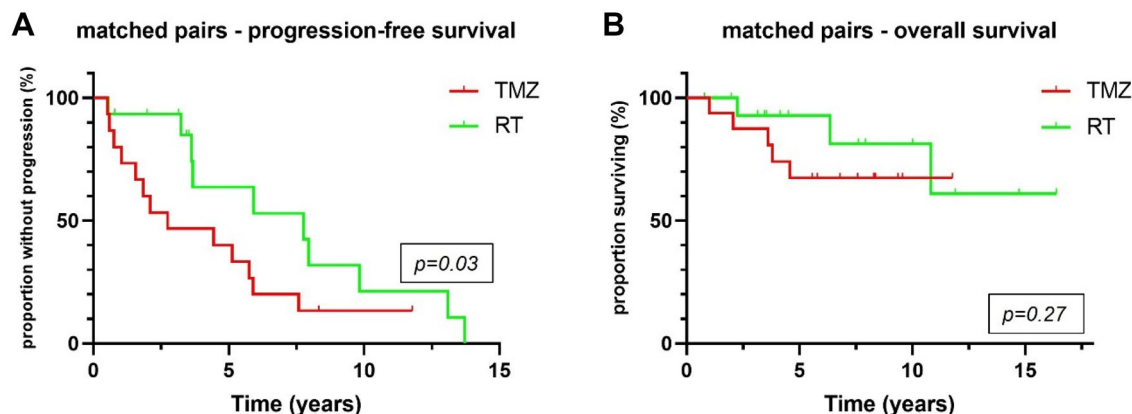 A matched pairs - progression-free survival
proportion without progression (%)
100
50
0
0 5 10 15
Time (years)
TMZ
RT
p=0.03
B matched pairs - overall survival
proportion surviving (%)
100
50
0
0 5 10 15
Time (years)
TMZ
RT
p=0.27